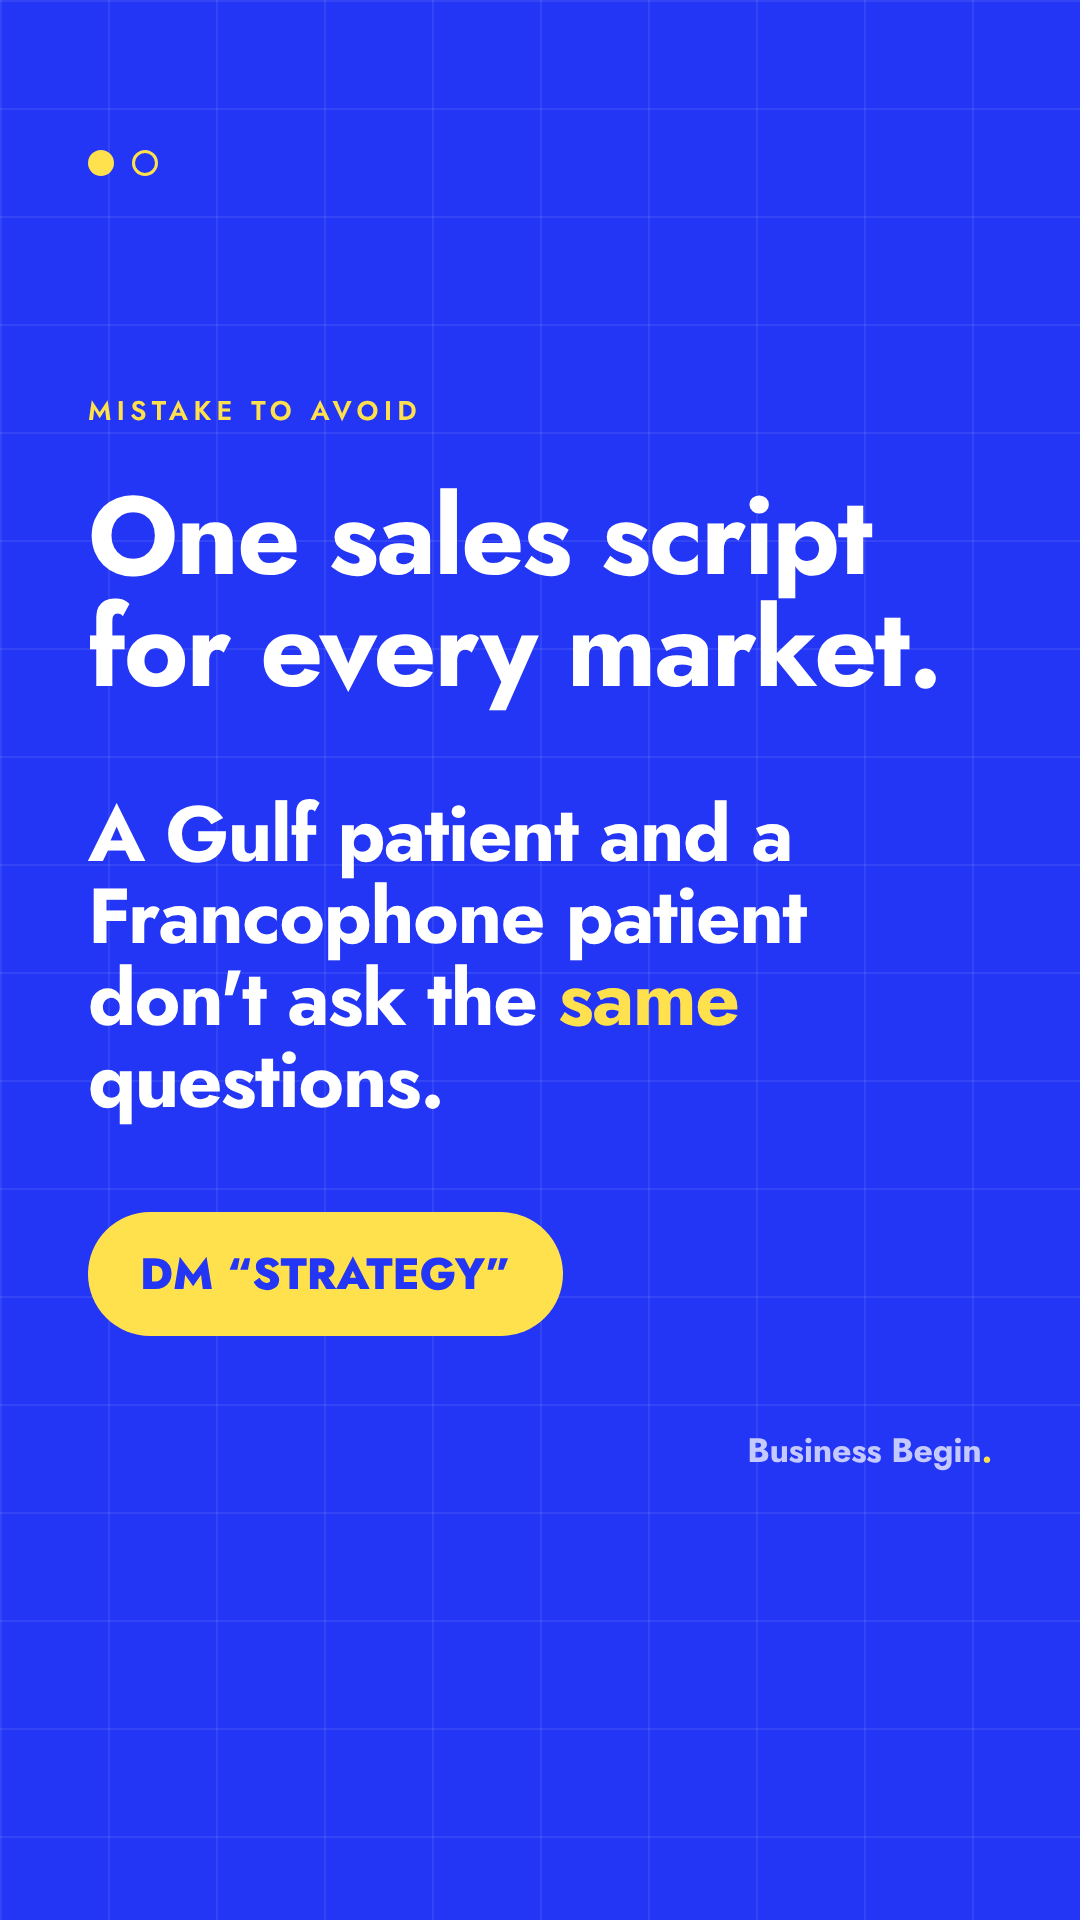 MISTAKE TO AVOID
One sales script
for every market.
A Gulf patient and a
Francophone patient
don't ask the same
questions.
DM “STRATEGY”
Business Begin.